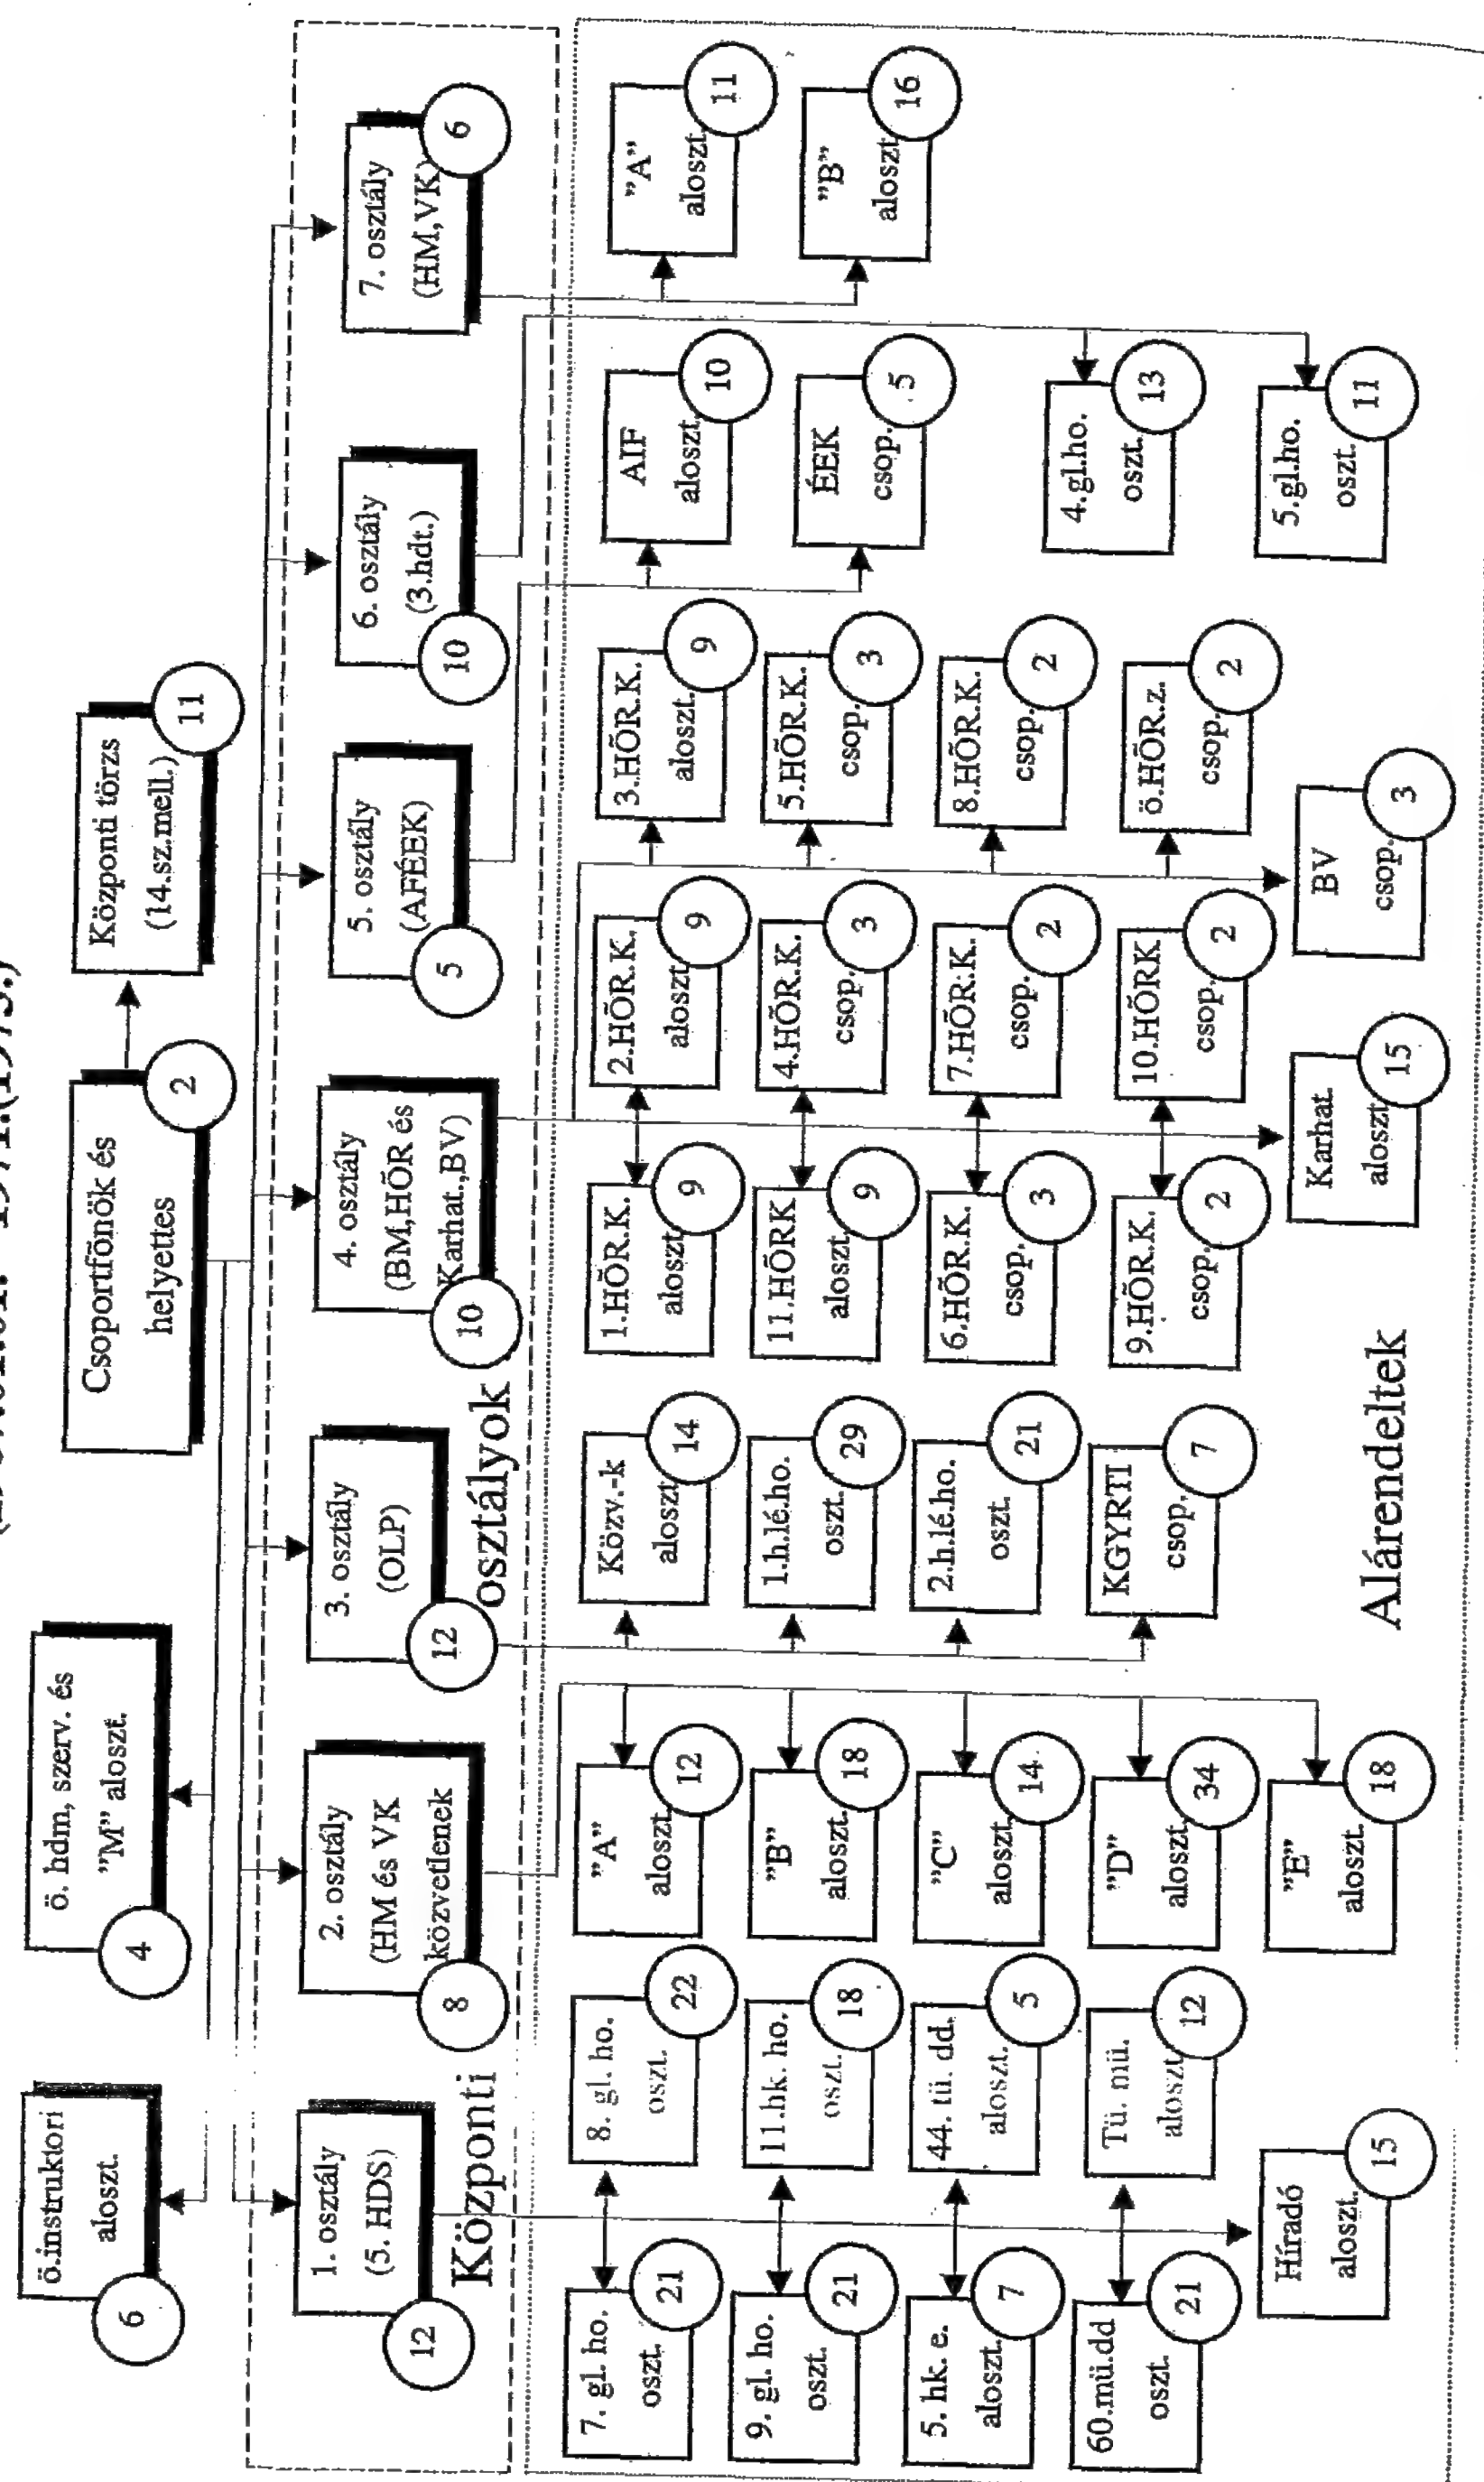 Csoportfőnök és
helyettes
2
Központi törzs
(14.sz.mell.)
11
ö.instruktori
aloszt.
6
ö. hdm, szerv. és
"M" aloszt.
4
1. osztály
(5. HDS)
12
2. osztály
(HM és VK
közvetlenek
8
3. osztály
(OLP)
12
4. osztály
(BM,HŐR és
Karhat.,BV)
10
5. osztály
(AFÉEK)
5
6. osztály
(3.hdt.)
10
7. osztály
(HM,VK)
6
Központi osztályok
7. gl. ho.
oszt.
21
8. gl. ho.
oszt.
22
9. gl. ho.
oszt.
21
11.hk. ho.
oszt.
18
5. hk. e.
aloszt.
7
44. tü. dd.
aloszt.
5
60.mü.dd
oszt.
21
Tü. mü.
aloszt
12
Híradó
aloszt.
15
"A"
aloszt.
12
"B"
aloszt.
18
"C"
aloszt.
14
"D"
aloszt.
34
"E"
aloszt.
18
Közv.-k
aloszt
14
1.h.lé.ho.
oszt.
29
2.h.lé.ho.
oszt.
21
KGYRTI
csop.
7
1.HŐR.K.
aloszt
9
2.HŐR.K.
aloszt
9
3.HŐR.K.
aloszt.
9
11.HŐRK
aloszt.
9
4.HŐR.K.
csop.
3
5.HŐR.K.
csop.
3
6.HŐR.K.
csop.
3
7.HŐR.K
csop.
2
8.HŐR.K.
csop.
2
9.HŐR.K.
csop.
2
10.HŐRK
csop.
2
ö.HŐR.z.
csop.
2
Karhat.
aloszt
15
BV
csop.
3
AIF
aloszt.
10
ÉEK
csop.
5
4.gl.ho.
oszt.
13
5.gl.ho.
oszt.
11
"A"
aloszt.
11
"B"
aloszt
16
Alárendeltek